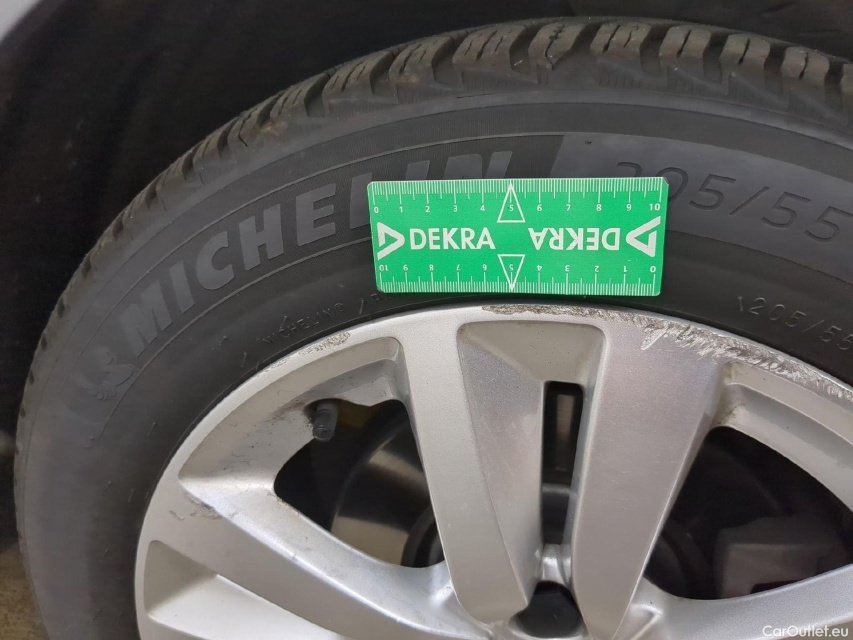 MICHELIN
205/55
0 1 2 3 4 5 6 7 8 9 10
DEKRA DEKRA
10 9 8 7 6 5 4 3 2 1 0
MICHELIN
205/55
CarOutlet.eu